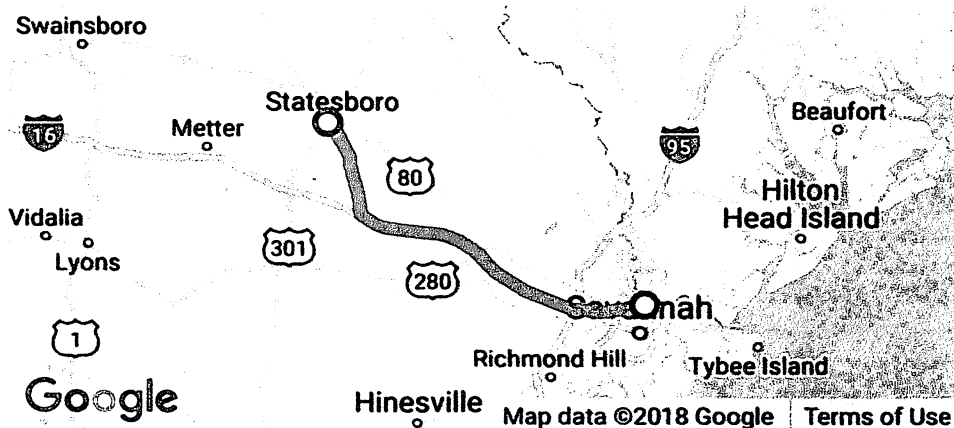 Swainsboro
Statesboro
Beaufort
16
Metter
95
80
Hilton
Head Island
Vidalia
Lyons
301
280
Savannah
1
Richmond Hill
Tybee Island
Google
Hinesville
Map data ©2018 Google
Terms of Use